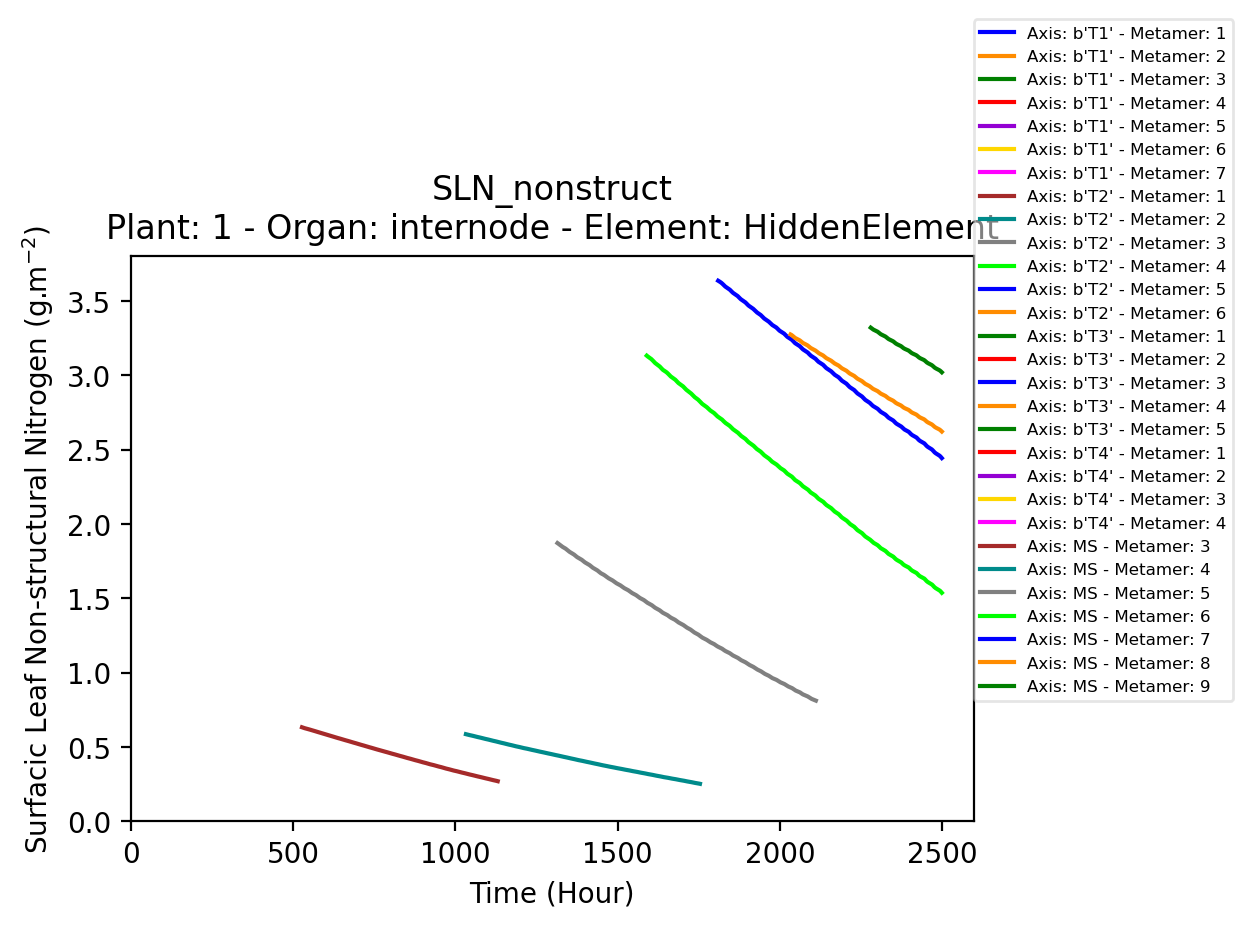 SLN_nonstruct
Plant: 1 - Organ: internode - Element: HiddenElement
Surfacic Leaf Non-structural Nitrogen (g.m⁻²)
3.5
3.0
2.5
2.0
1.5
1.0
0.5
0.0
0 500 1000 1500 2000 2500
Time (Hour)
Axis: b'T1' - Metamer: 1
Axis: b'T1' - Metamer: 2
Axis: b'T1' - Metamer: 3
Axis: b'T1' - Metamer: 4
Axis: b'T1' - Metamer: 5
Axis: b'T1' - Metamer: 6
Axis: b'T1' - Metamer: 7
Axis: b'T2' - Metamer: 1
Axis: b'T2' - Metamer: 2
Axis: b'T2' - Metamer: 3
Axis: b'T2' - Metamer: 4
Axis: b'T2' - Metamer: 5
Axis: b'T2' - Metamer: 6
Axis: b'T3' - Metamer: 1
Axis: b'T3' - Metamer: 2
Axis: b'T3' - Metamer: 3
Axis: b'T3' - Metamer: 4
Axis: b'T3' - Metamer: 5
Axis: b'T4' - Metamer: 1
Axis: b'T4' - Metamer: 2
Axis: b'T4' - Metamer: 3
Axis: b'T4' - Metamer: 4
Axis: MS - Metamer: 3
Axis: MS - Metamer: 4
Axis: MS - Metamer: 5
Axis: MS - Metamer: 6
Axis: MS - Metamer: 7
Axis: MS - Metamer: 8
Axis: MS - Metamer: 9